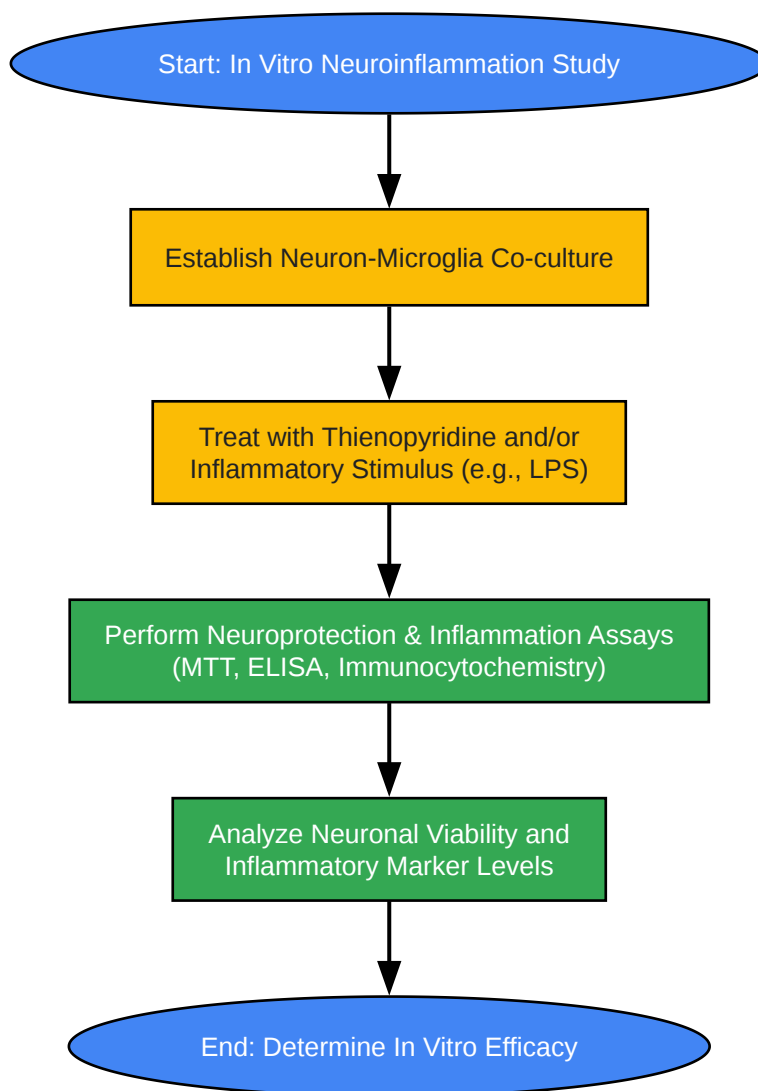 Start: In Vitro Neuroinflammation Study
Establish Neuron-Microglia Co-culture
Treat with Thienopyridine and/or
Inflammatory Stimulus (e.g., LPS)
Perform Neuroprotection & Inflammation Assays
(MTT, ELISA, Immunocytochemistry)
Analyze Neuronal Viability and
Inflammatory Marker Levels
End: Determine In Vitro Efficacy